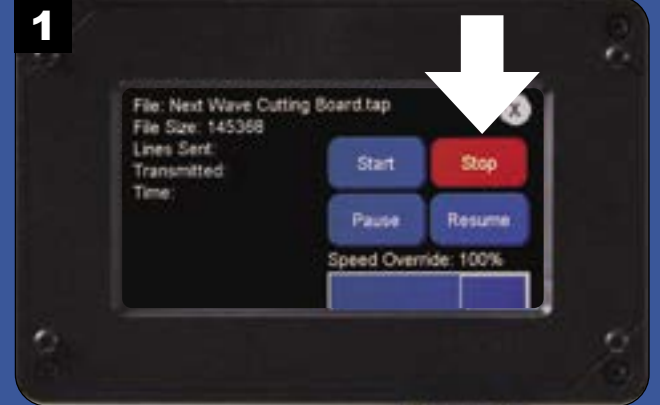 1
File: Next Wave Cutting Board.tap
X
File Size: 145368
Lines Sent:
Transmitted:
Time:
Start
Stop
Pause
Resume
Speed Override: 100%